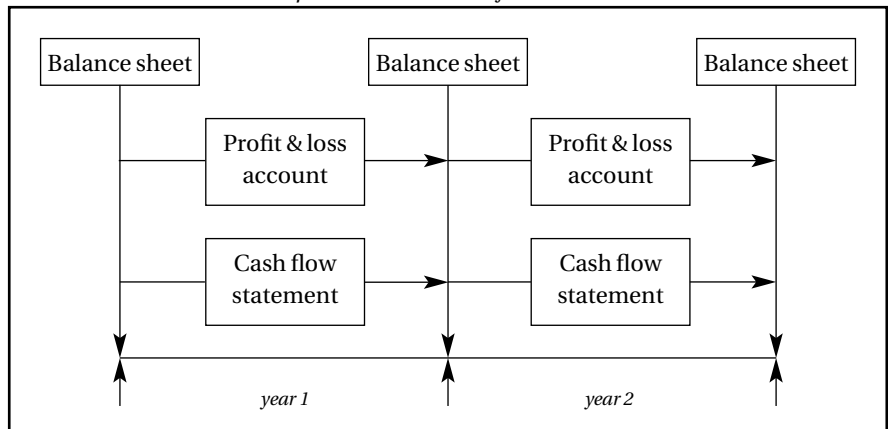 Balance sheet Balance sheet Balance sheet
Profit & loss account Profit & loss account
Cash flow statement Cash flow statement
year 1 year 2